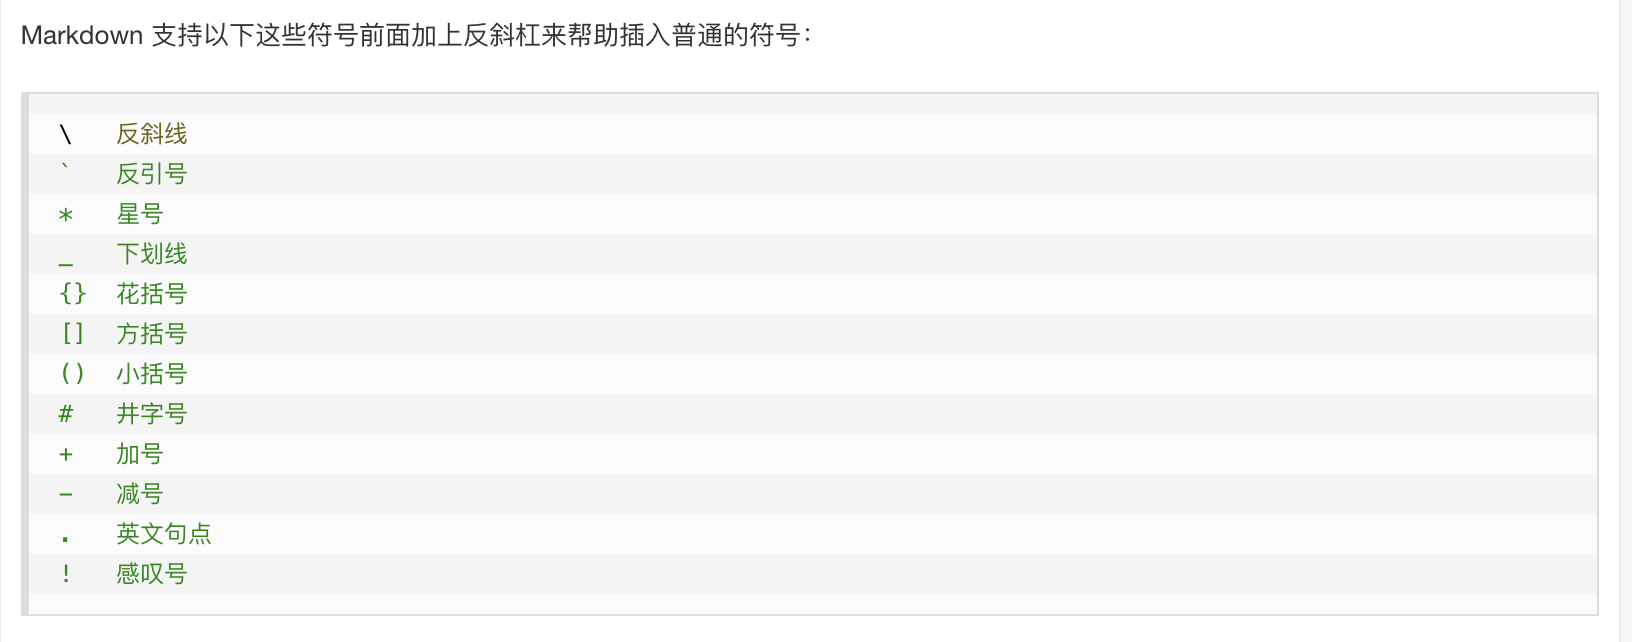 Markdown 支持以下这些符号前面加上反斜杠来帮助插入普通的符号：
\   反斜线
`   反引号
*   星号
_   下划线
{}  花括号
[]  方括号
()  小括号
#   井字号
+   加号
-   减号
.   英文句点
!   感叹号